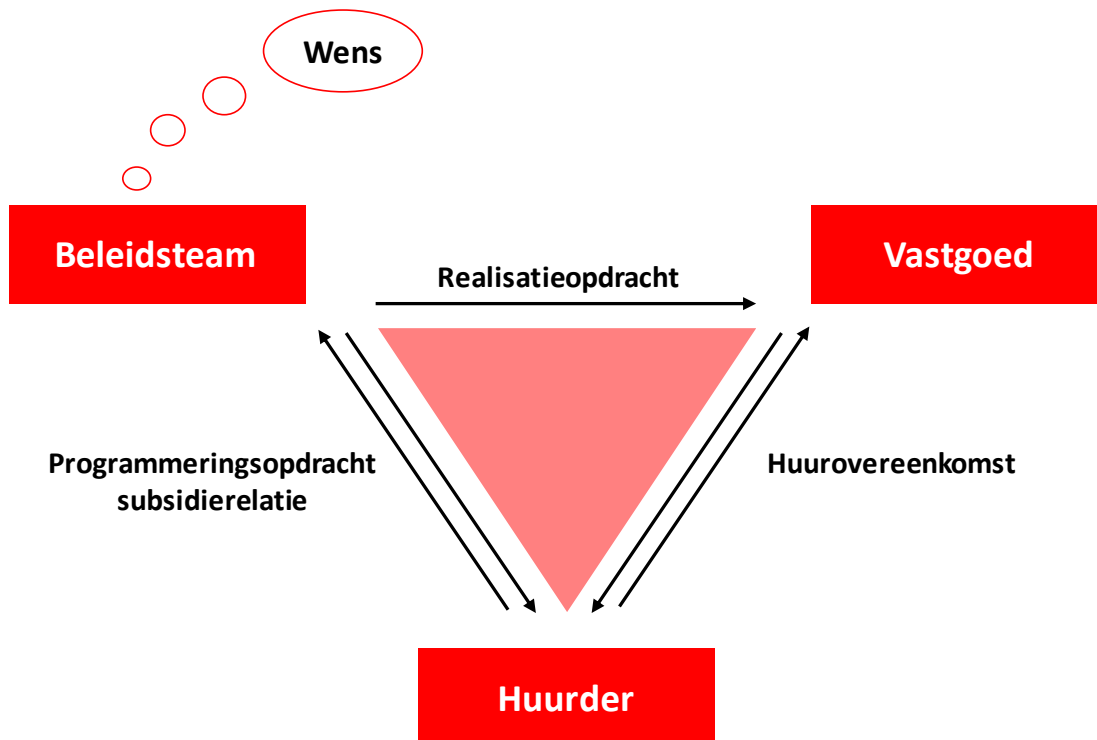 Wens
Beleidsteam
Vastgoed
Realisatieopdracht
Programmeringsopdracht
subsidierelatie
Huurovereenkomst
Huurder